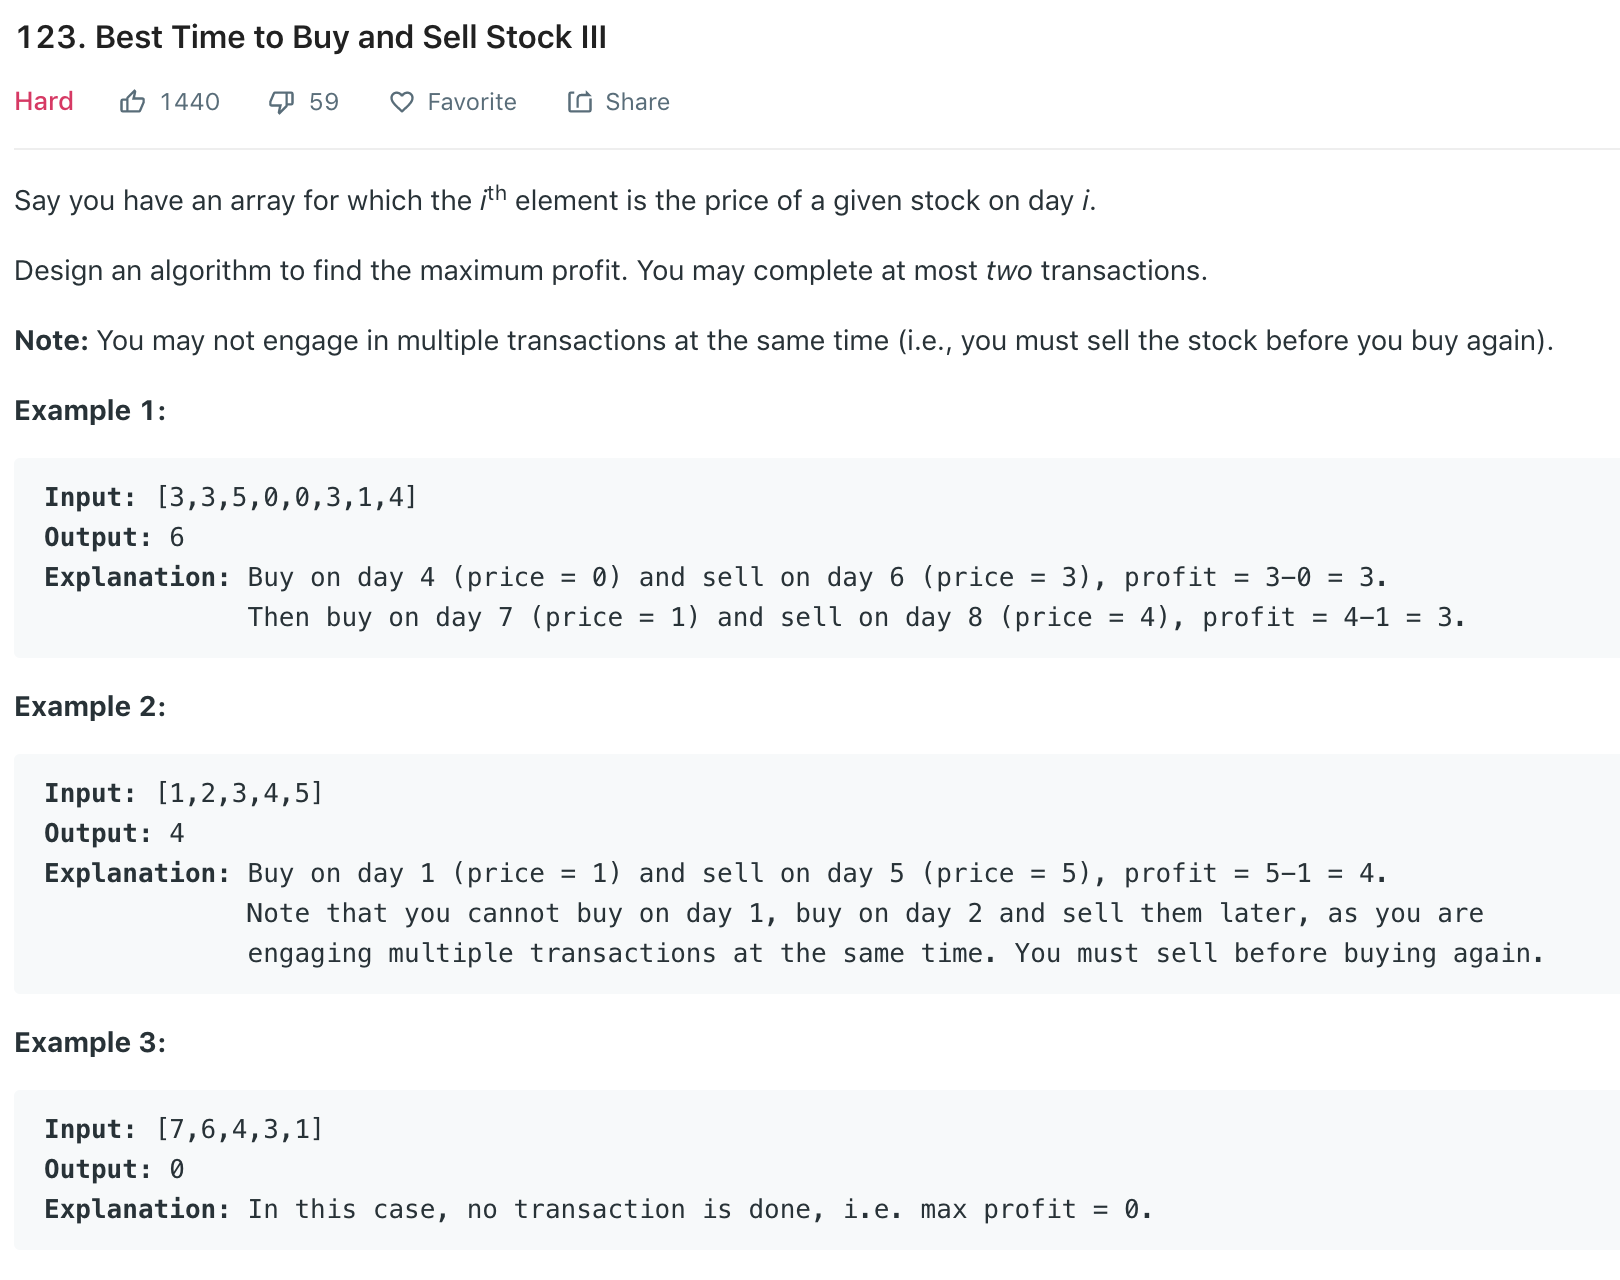 123. Best Time to Buy and Sell Stock III
Hard 1440 59 Favorite Share
Say you have an array for which the ith element is the price of a given stock on day i.
Design an algorithm to find the maximum profit. You may complete at most two transactions.
Note: You may not engage in multiple transactions at the same time (i.e., you must sell the stock before you buy again).
Example 1:
Input: [3,3,5,0,0,3,1,4]
Output: 6
Explanation: Buy on day 4 (price = 0) and sell on day 6 (price = 3), profit = 3-0 = 3.
Then buy on day 7 (price = 1) and sell on day 8 (price = 4), profit = 4-1 = 3.
Example 2:
Input: [1,2,3,4,5]
Output: 4
Explanation: Buy on day 1 (price = 1) and sell on day 5 (price = 5), profit = 5-1 = 4.
Note that you cannot buy on day 1, buy on day 2 and sell them later, as you are
engaging multiple transactions at the same time. You must sell before buying again.
Example 3:
Input: [7,6,4,3,1]
Output: 0
Explanation: In this case, no transaction is done, i.e. max profit = 0.